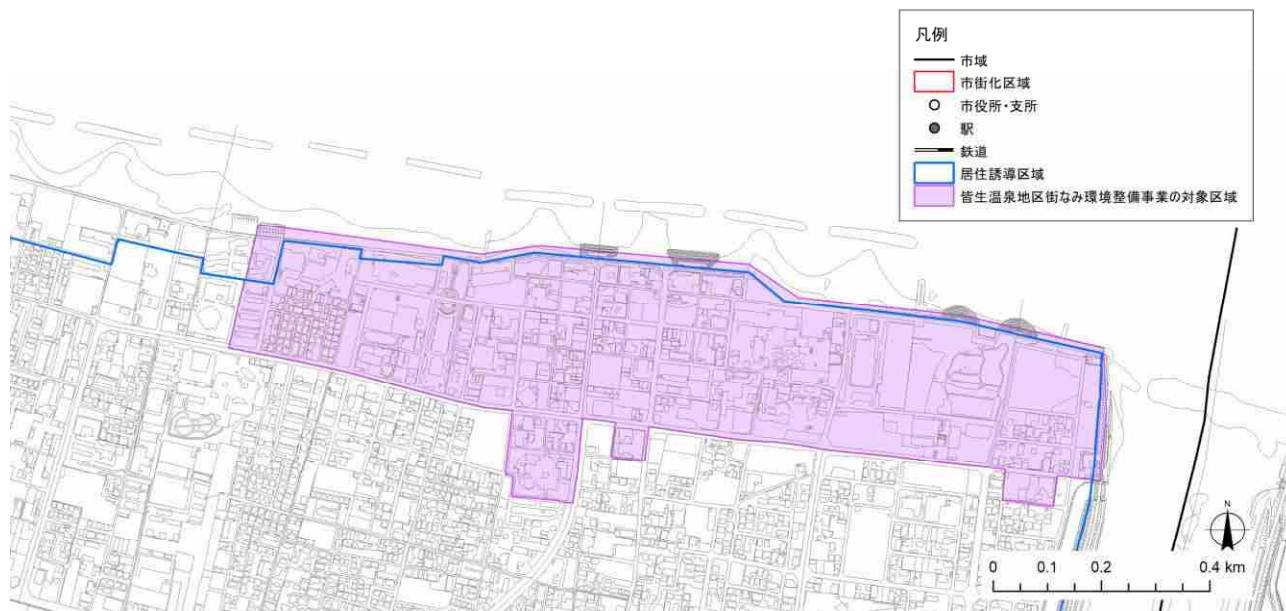 凡例
市域
市街化区域
市役所・支所
駅
鉄道
居住誘導区域
皆生温泉地区街なみ環境整備事業の対象区域
N
0 0.1 0.2 0.4 km